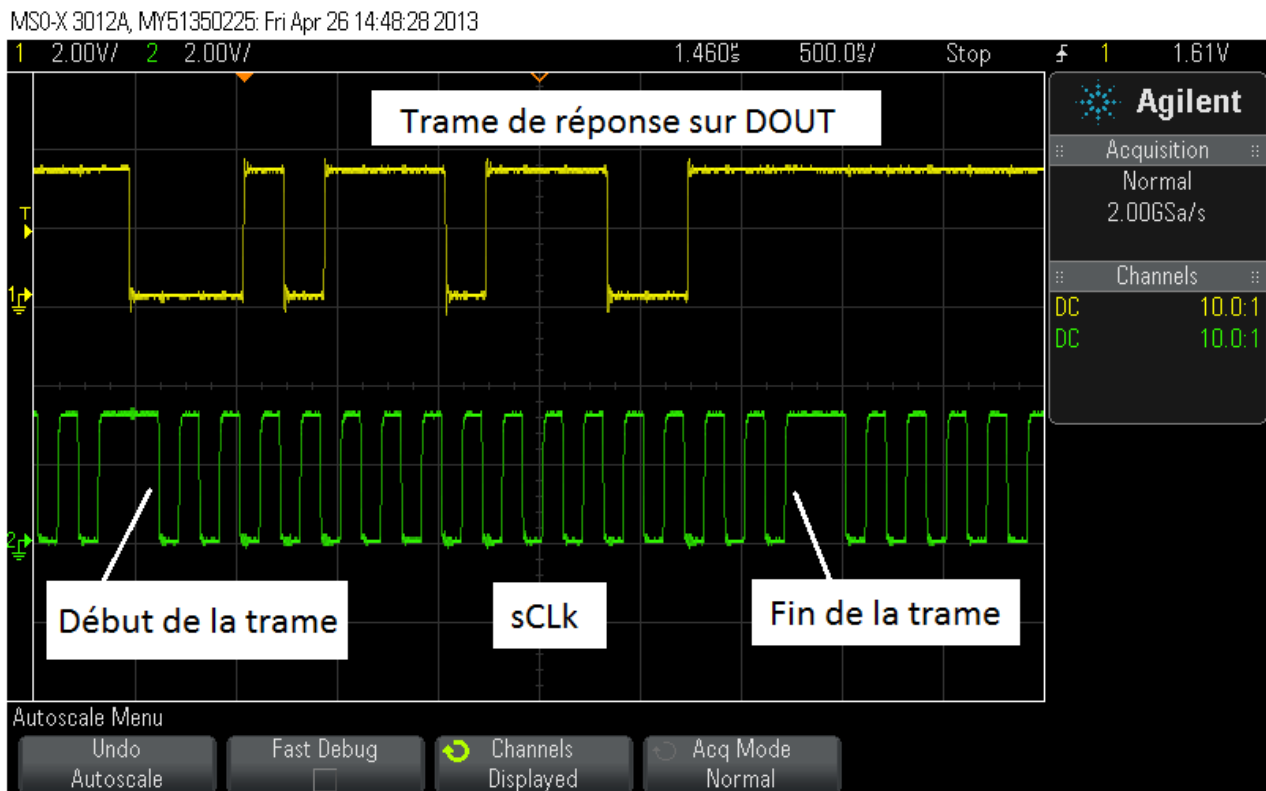 MSO-X 3012A, MY51350225: Fri Apr 26 14:48:28 2013
1 2.00V/ 2 2.00V/ 1.460s 500.0s/ Stop 1 1.61V
Trame de réponse sur DOUT
Agilent
Acquisition
Normal
2.00GSa/s
Channels
DC 10.0:1
DC 10.0:1
T
1
2
Début de la trame
sCLk
Fin de la trame
Autoscale Menu
Undo
Autoscale
Fast Debug
Channels
Displayed
Acq Mode
Normal